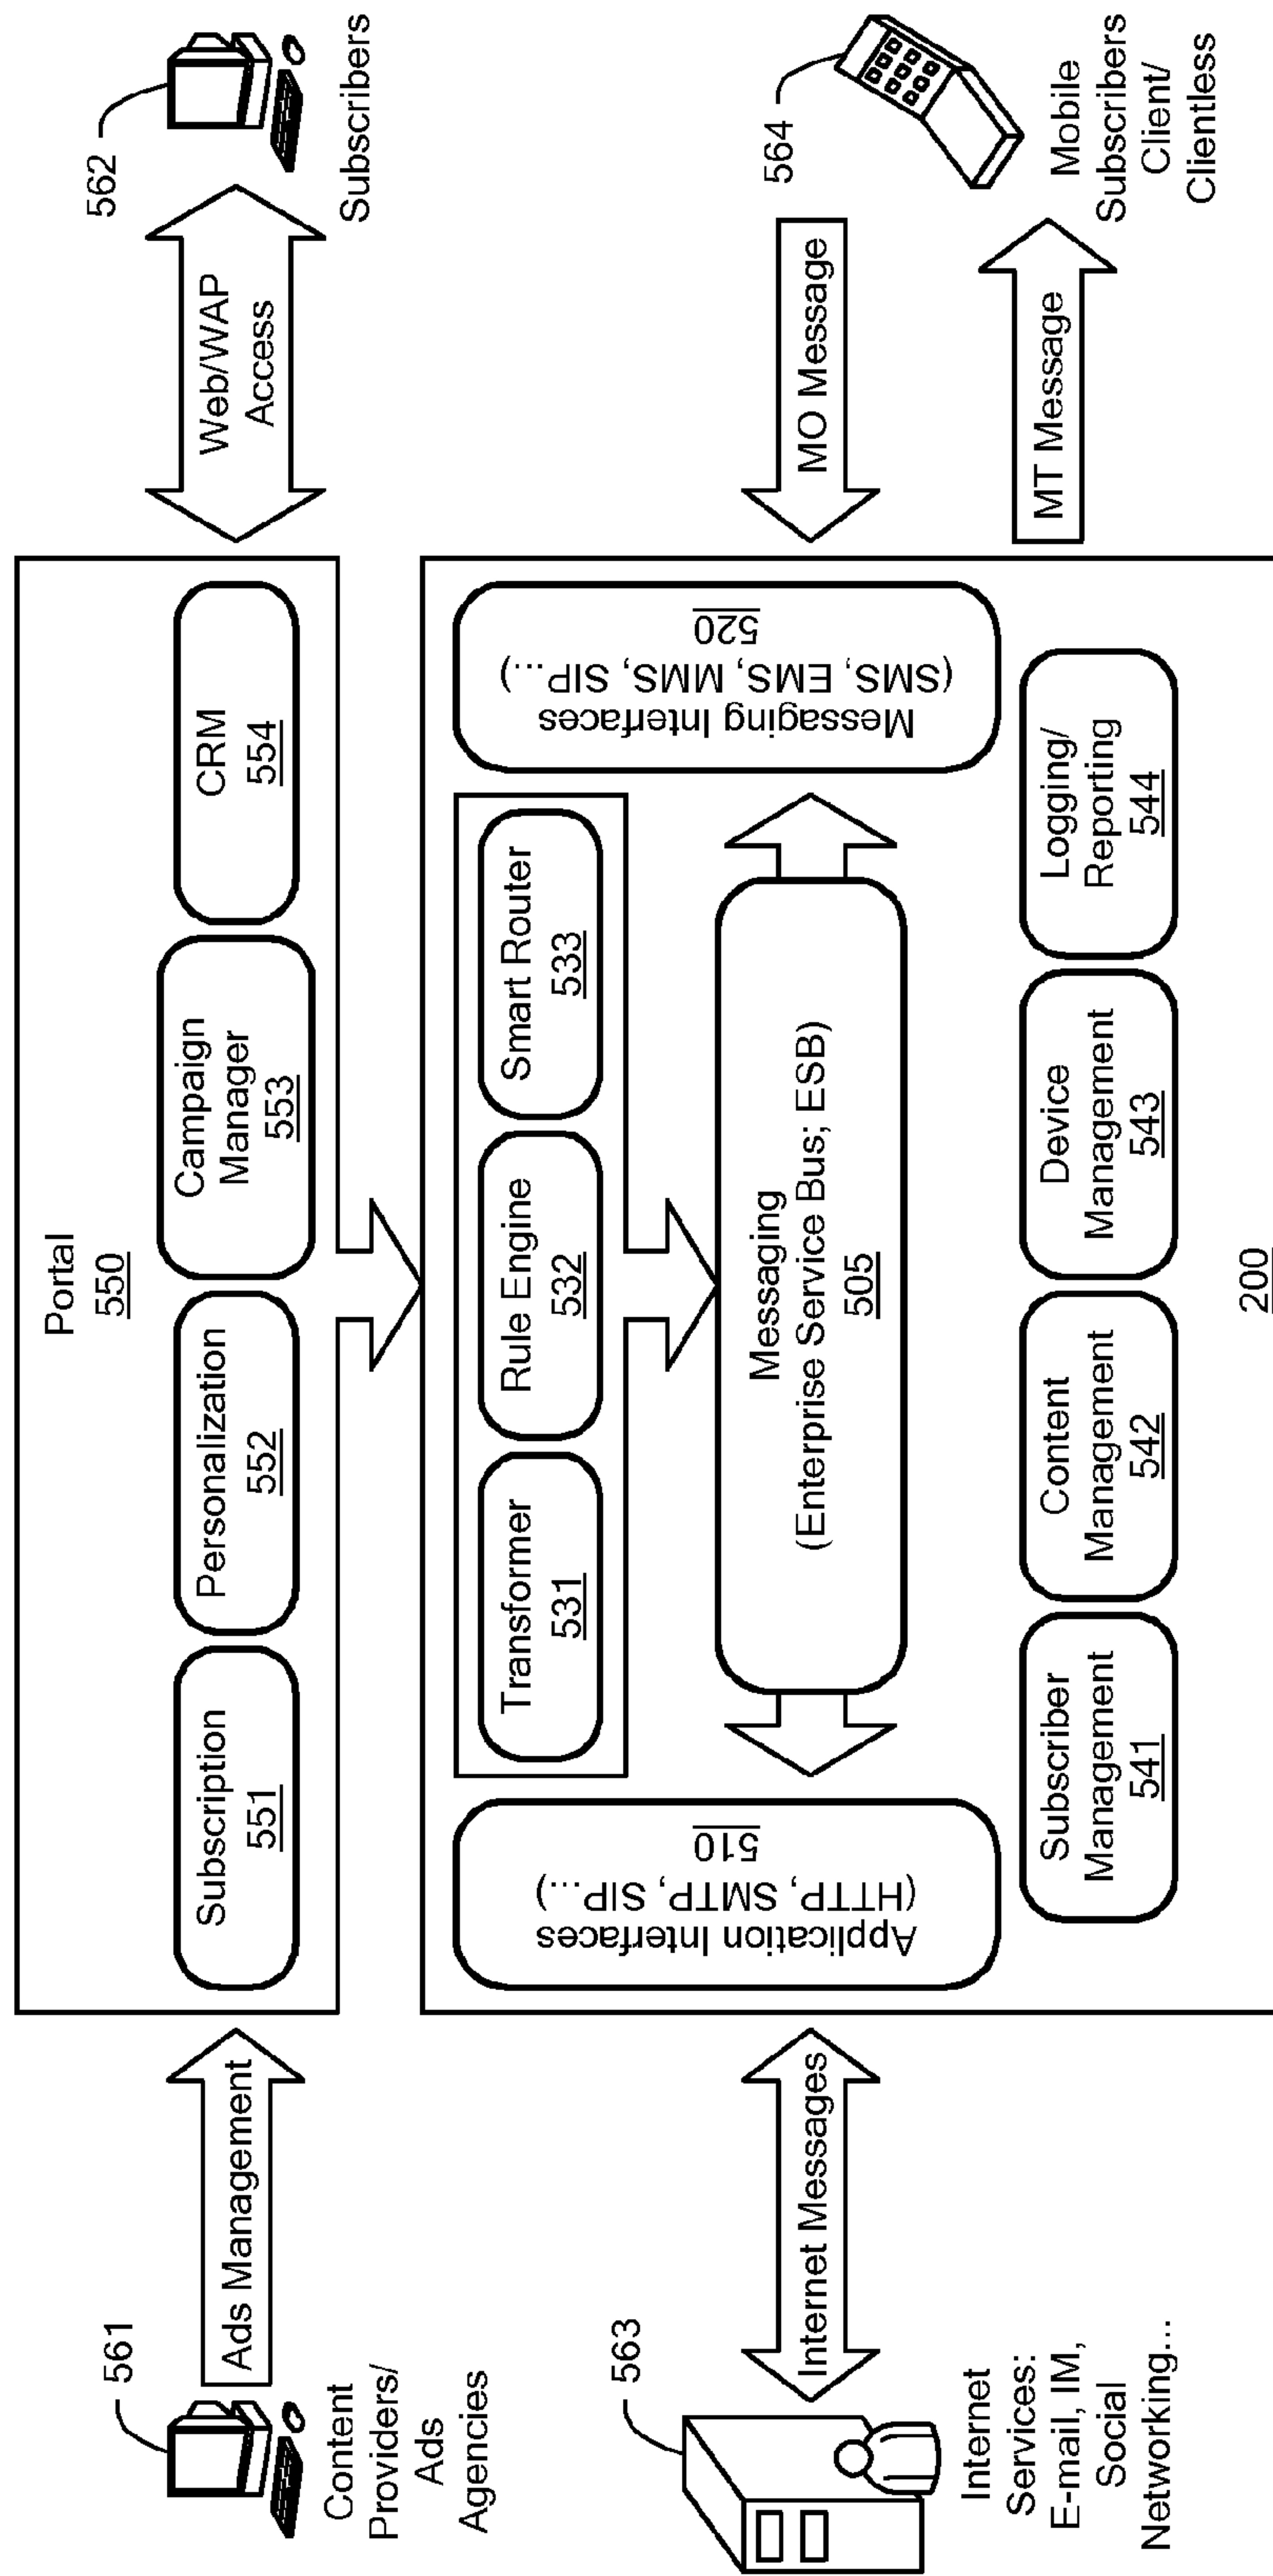 Portal
550
Subscription
551
Personalization
552
Campaign
Manager
553
CRM
554
561
Content
Providers/
Ads
Agencies
Ads Management
Web/WAP
Access
562
Subscribers
563
Internet
Services:
E-mail, IM,
Social
Networking...
Internet Messages
Application Interfaces
(HTTP, SMTP, SIP...)
510
Transformer
531
Rule Engine
532
Smart Router
533
Messaging
(Enterprise Service Bus; ESB)
505
Messaging Interfaces
(SMS, EMS, MMS, SIP...)
520
Subscriber
Management
541
Content
Management
542
Device
Management
543
Logging/
Reporting
544
200
MO Message
MT Message
564
Mobile
Subscribers
Client/
Clientless